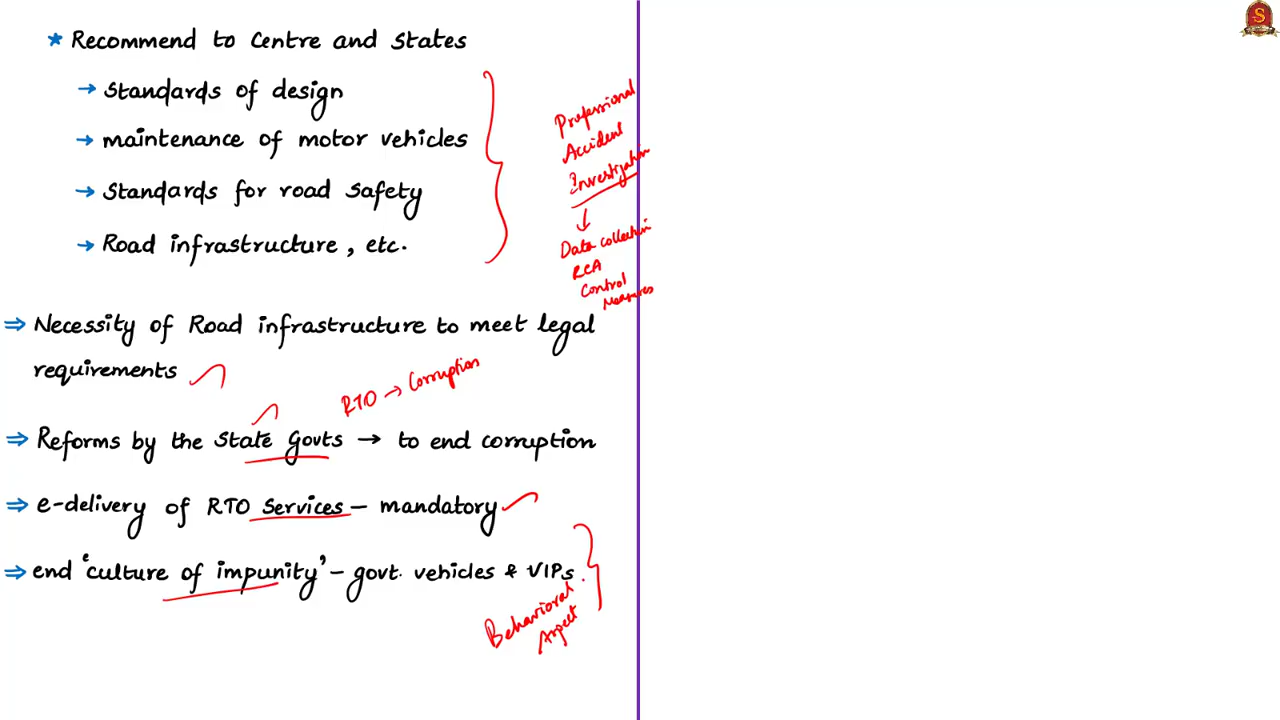 * Recommend to Centre and States
→ Standards of design
→ maintenance of motor vehicles
→ Standards for road safety
→ Road infrastructure, etc.
Professional
Accident
Investigation
↓
Data collection
RCA
Control
Measures
⇒ Necessity of Road infrastructure to meet legal
requirements
RTO → Corruption
⇒ Reforms by the State Govts → to end corruption
⇒ e-delivery of RTO Services – mandatory
⇒ end 'culture of impunity' – govt. vehicles & VIPs.
Behavioral
Aspect
S